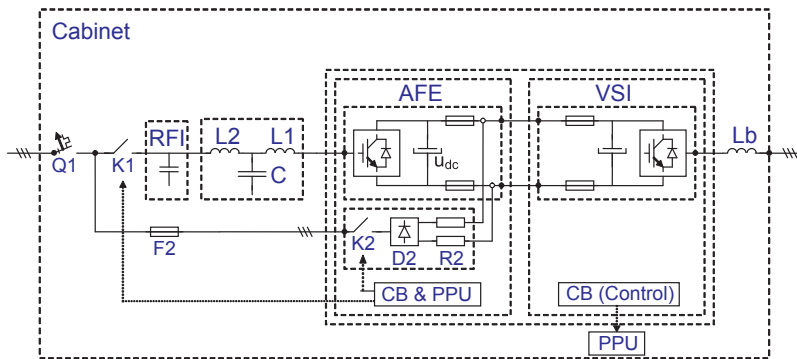 Cabinet
AFE
VSI
RFI
L2
L1
Lb
Q1
K1
C
u_dc
F2
K2
D2
R2
CB & PPU
CB (Control)
PPU